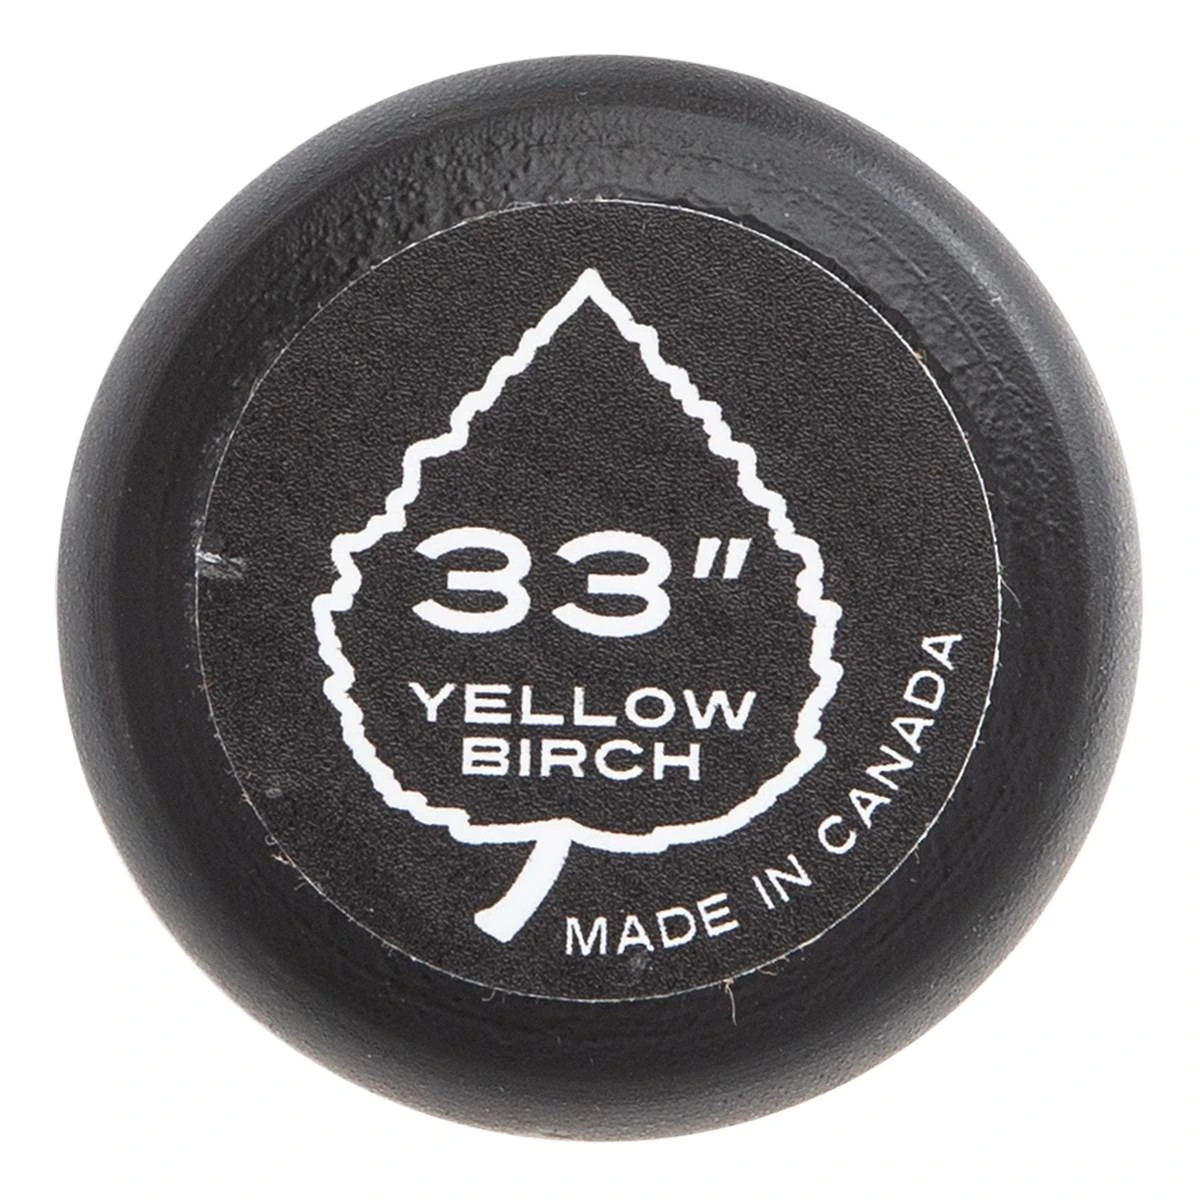 33"
YELLOW
BIRCH
MADE IN CANADA